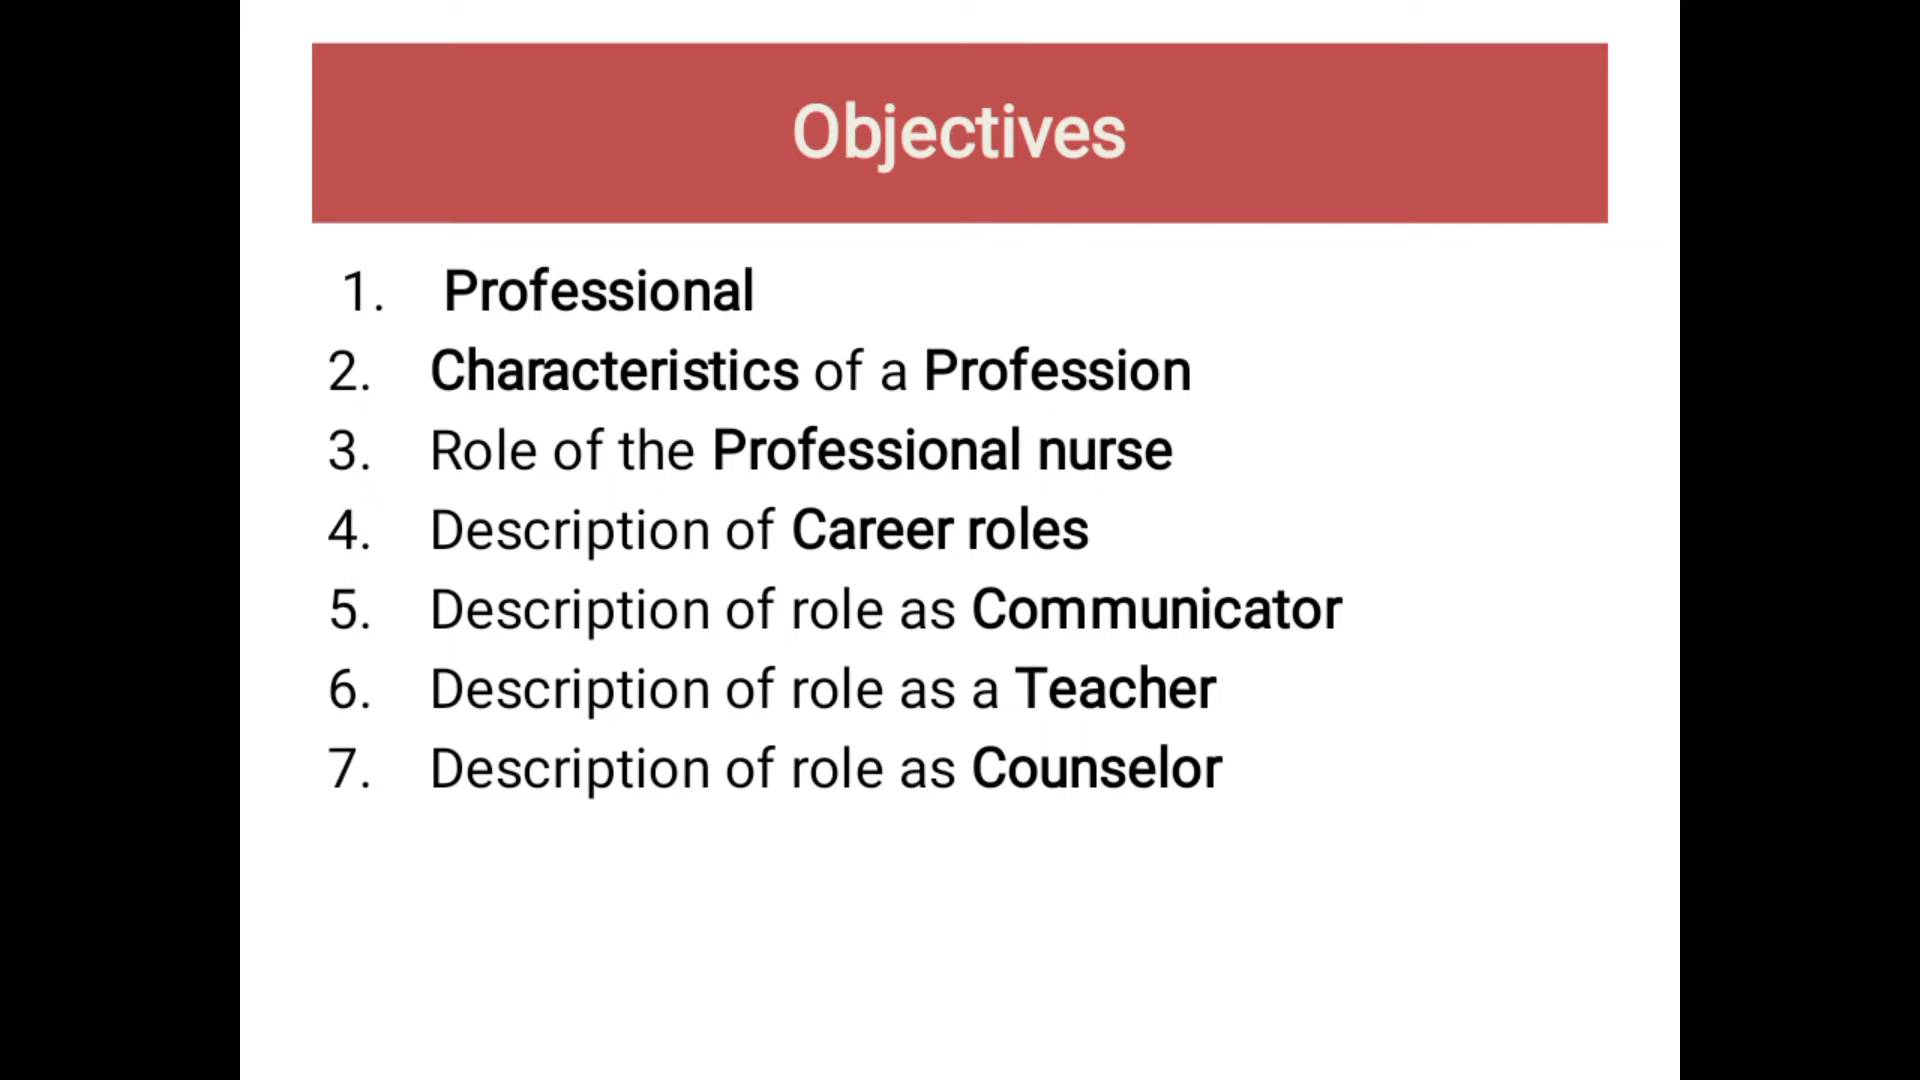 Objectives
1. Professional
2. Characteristics of a Profession
3. Role of the Professional nurse
4. Description of Career roles
5. Description of role as Communicator
6. Description of role as a Teacher
7. Description of role as Counselor